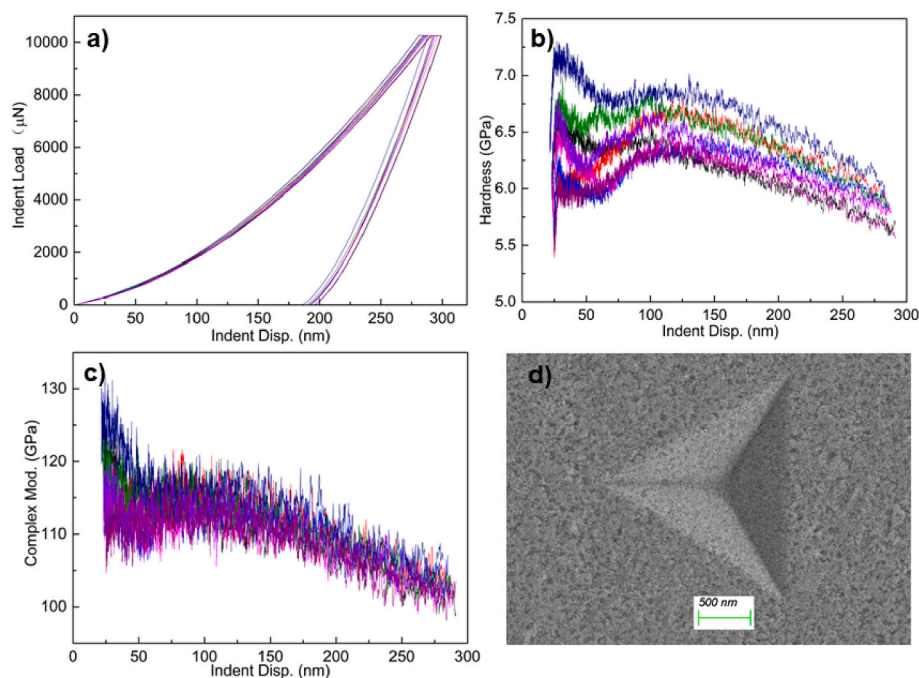 a)
Indent Load (μN)
10000
8000
6000
4000
2000
0
0 50 100 150 200 250 300
Indent Disp. (nm)
b)
Hardness (GPa)
7.5
7.0
6.5
6.0
5.5
5.0
0 50 100 150 200 250 300
Indent Disp. (nm)
c)
Complex Mod. (GPa)
130
120
110
100
0 50 100 150 200 250 300
Indent Disp. (nm)
d)
500 nm